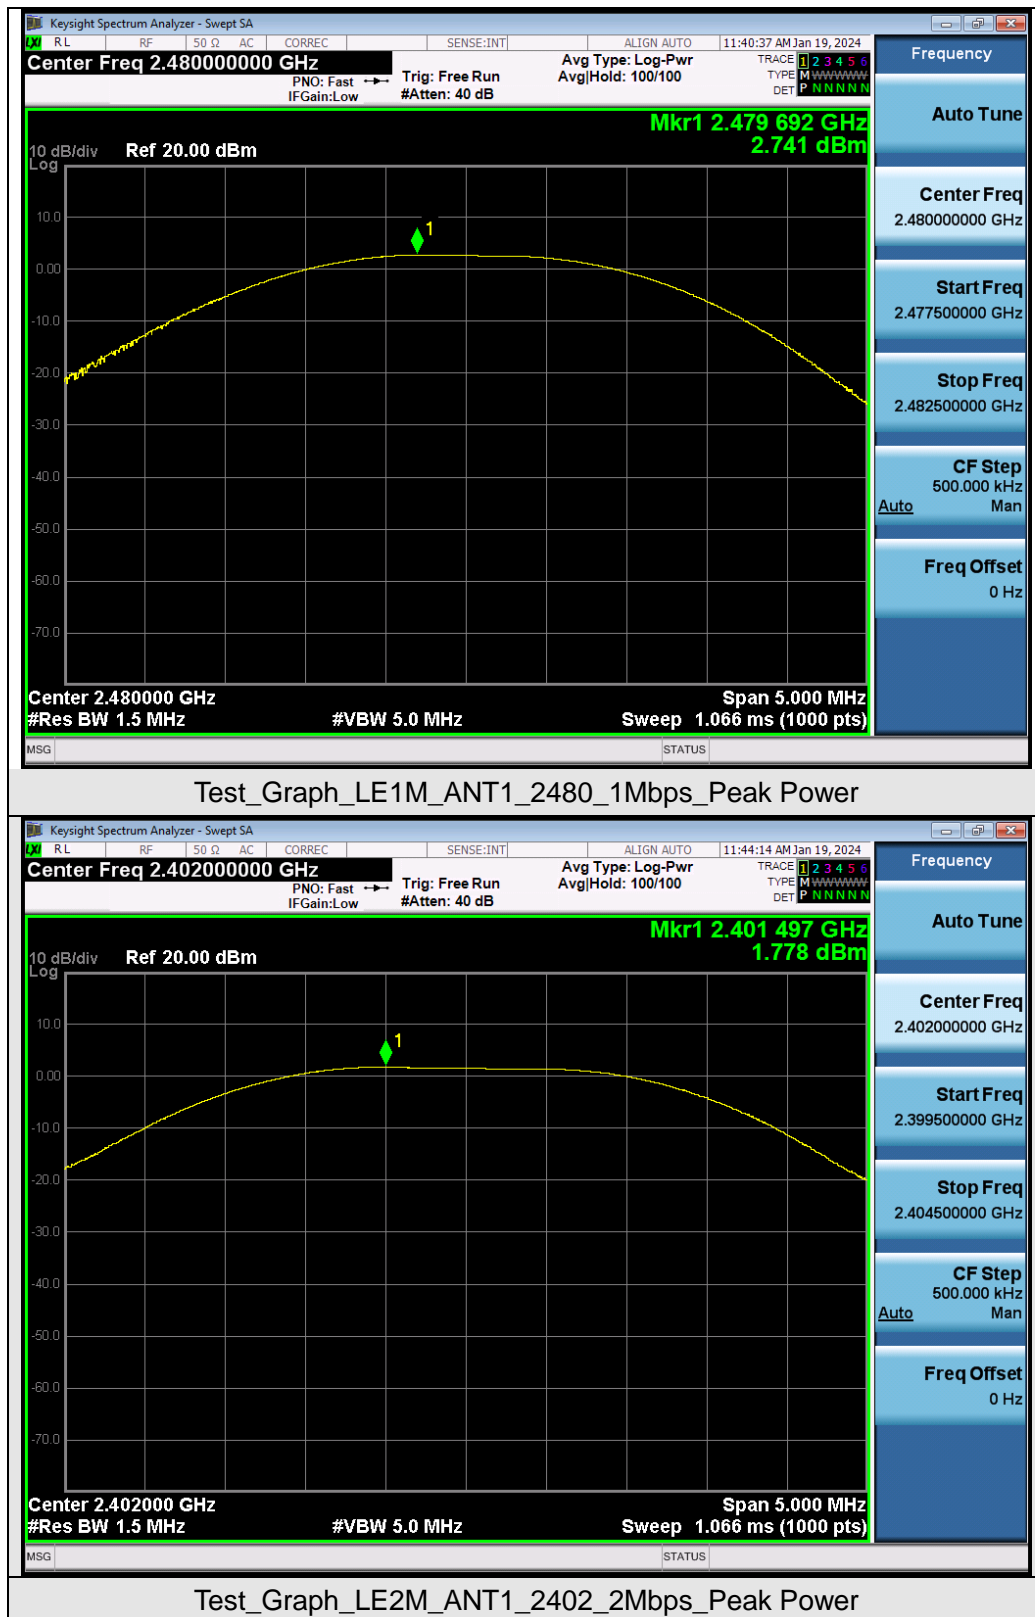 Keysight Spectrum Analyzer - Swept SA
LXI RL RF 50 Ω AC CORREC SENSE:INT ALIGN AUTO 11:40:37 AM Jan 19, 2024
Center Freq 2.480000000 GHz
PNO: Fast
IFGain:Low
Trig: Free Run
#Atten: 40 dB
Avg Type: Log-Pwr
Avg|Hold: 100/100
TRACE 1 2 3 4 5 6
TYPE M WWWWW
DET P N N N N N
Mkr1 2.479 692 GHz
2.741 dBm
10 dB/div Ref 20.00 dBm
Log
1
10.0
0.00
-10.0
-20.0
-30.0
-40.0
-50.0
-60.0
-70.0
Center 2.480000 GHz Span 5.000 MHz
#Res BW 1.5 MHz #VBW 5.0 MHz Sweep 1.066 ms (1000 pts)
MSG STATUS
Frequency
Auto Tune
Center Freq
2.480000000 GHz
Start Freq
2.477500000 GHz
Stop Freq
2.482500000 GHz
CF Step
500.000 kHz
Auto Man
Freq Offset
0 Hz
Test_Graph_LE1M_ANT1_2480_1Mbps_Peak Power
Keysight Spectrum Analyzer - Swept SA
LXI RL RF 50 Ω AC CORREC SENSE:INT ALIGN AUTO 11:44:14 AM Jan 19, 2024
Center Freq 2.402000000 GHz
PNO: Fast
IFGain:Low
Trig: Free Run
#Atten: 40 dB
Avg Type: Log-Pwr
Avg|Hold: 100/100
TRACE 1 2 3 4 5 6
TYPE M WWWWW
DET P N N N N N
Mkr1 2.401 497 GHz
1.778 dBm
10 dB/div Ref 20.00 dBm
Log
1
10.0
0.00
-10.0
-20.0
-30.0
-40.0
-50.0
-60.0
-70.0
Center 2.402000 GHz Span 5.000 MHz
#Res BW 1.5 MHz #VBW 5.0 MHz Sweep 1.066 ms (1000 pts)
MSG STATUS
Frequency
Auto Tune
Center Freq
2.402000000 GHz
Start Freq
2.399500000 GHz
Stop Freq
2.404500000 GHz
CF Step
500.000 kHz
Auto Man
Freq Offset
0 Hz
Test_Graph_LE2M_ANT1_2402_2Mbps_Peak Power